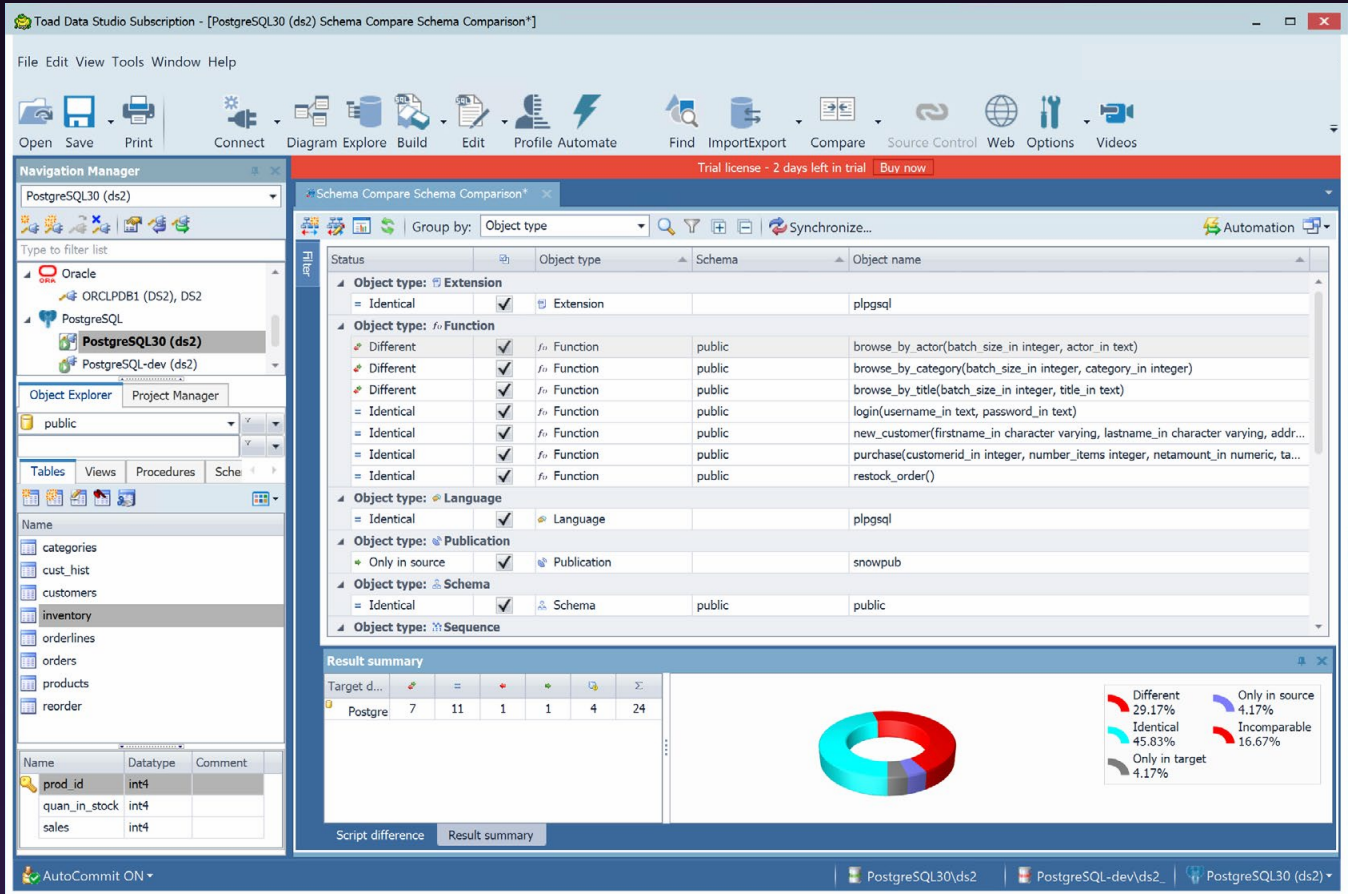 Toad Data Studio Subscription - [PostgreSQL30 (ds2) Schema Compare Schema Comparison*]
File Edit View Tools Window Help
Open Save Print Connect Diagram Explore Build Edit Profile Automate Find ImportExport Compare Source Control Web Options Videos
Navigation Manager
Trial license - 2 days left in trial Buy now
PostgreSQL30 (ds2)
Type to filter list
Oracle
ORA
ORCLPDB1 (DS2), DS2
PostgreSQL
PostgreSQL30 (ds2)
PostgreSQL-dev (ds2)
Object Explorer Project Manager
public
Tables Views Procedures Sche
Name
categories
cust_hist
customers
inventory
orderlines
orders
products
reorder
Name Datatype Comment
prod_id int4
quan_in_stock int4
sales int4
Schema Compare Schema Comparison*
Group by: Object type Synchronize... Automation
Filter
Status Object type Schema Object name
Object type: Extension
= Identical Extension plpgsql
Object type: Function
Different Function public browse_by_actor(batch_size_in integer, actor_in text)
Different Function public browse_by_category(batch_size_in integer, category_in integer)
Different Function public browse_by_title(batch_size_in integer, title_in text)
= Identical Function public login(username_in text, password_in text)
= Identical Function public new_customer(firstname_in character varying, lastname_in character varying, addr...
= Identical Function public purchase(customerid_in integer, number_items integer, netamount_in numeric, ta...
= Identical Function public restock_order()
Object type: Language
= Identical Language plpgsql
Object type: Publication
Only in source Publication snowpub
Object type: Schema
= Identical Schema public public
Object type: Sequence
Result summary
Target d... = Σ
Postgre 7 11 1 1 4 24
Different
29.17%
Only in source
4.17%
Identical
45.83%
Incomparable
16.67%
Only in target
4.17%
Script difference Result summary
AutoCommit ON PostgreSQL30\ds2 PostgreSQL-dev\ds2_ PostgreSQL30 (ds2)